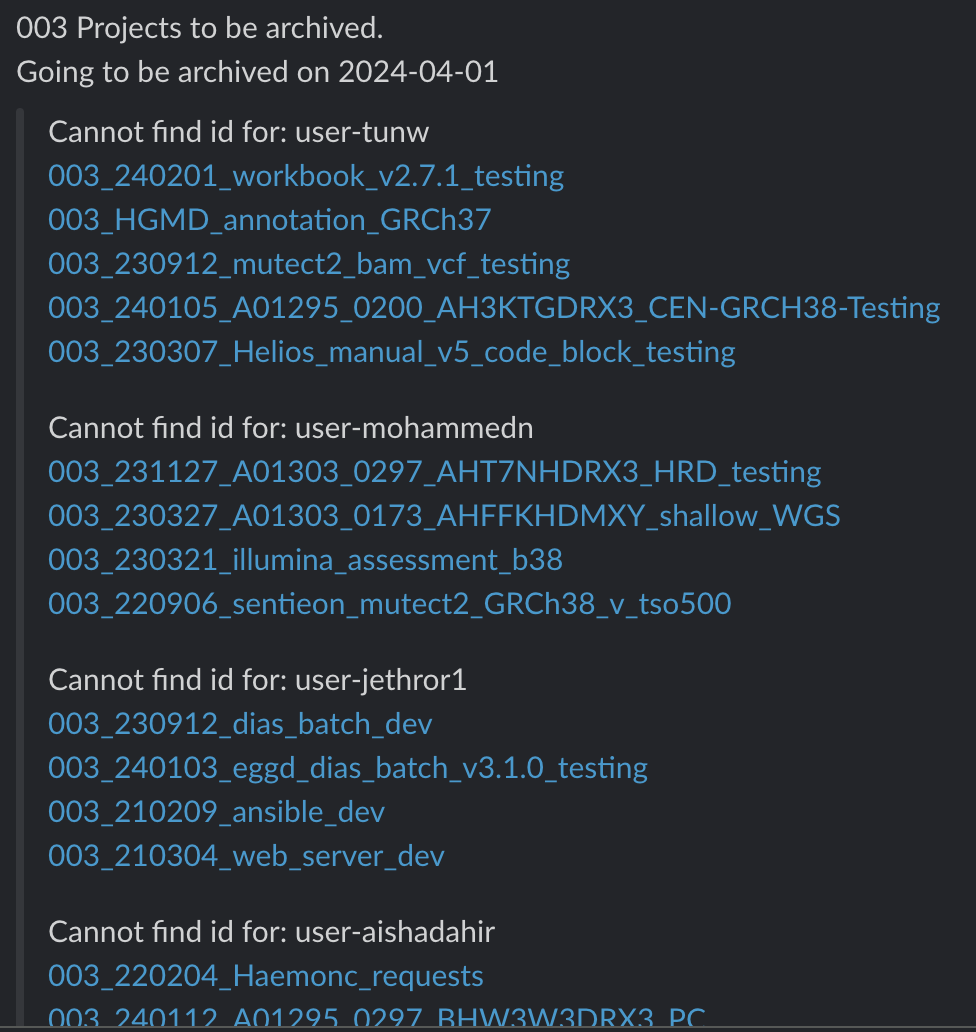 003 Projects to be archived.
Going to be archived on 2024-04-01
Cannot find id for: user-tunw
003_240201_workbook_v2.7.1_testing
003_HGMD_annotation_GRCh37
003_230912_mutect2_bam_vcf_testing
003_240105_A01295_0200_AH3KTGDRX3_CEN-GRCH38-Testing
003_230307_Helios_manual_v5_code_block_testing
Cannot find id for: user-mohammedn
003_231127_A01303_0297_AHT7NHDRX3_HRD_testing
003_230327_A01303_0173_AHFFKHDMXY_shallow_WGS
003_230321_illumina_assessment_b38
003_220906_sentieon_mutect2_GRCh38_v_tso500
Cannot find id for: user-jethror1
003_230912_dias_batch_dev
003_240103_eggd_dias_batch_v3.1.0_testing
003_210209_ansible_dev
003_210304_web_server_dev
Cannot find id for: user-aishadahir
003_220204_Haemonc_requests
003_240112_A01295_0297_BHW3W3DRX3_PC